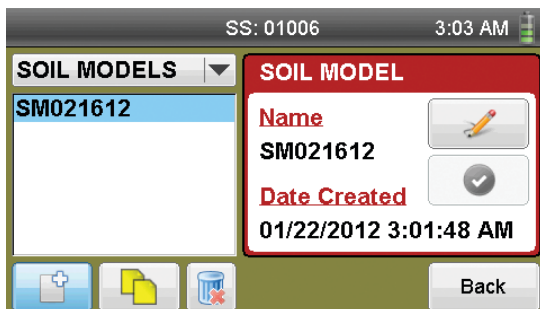 SS: 01006 3:03 AM
SOIL MODELS
SM021612
SOIL MODEL
Name
SM021612
Date Created
01/22/2012 3:01:48 AM
Back